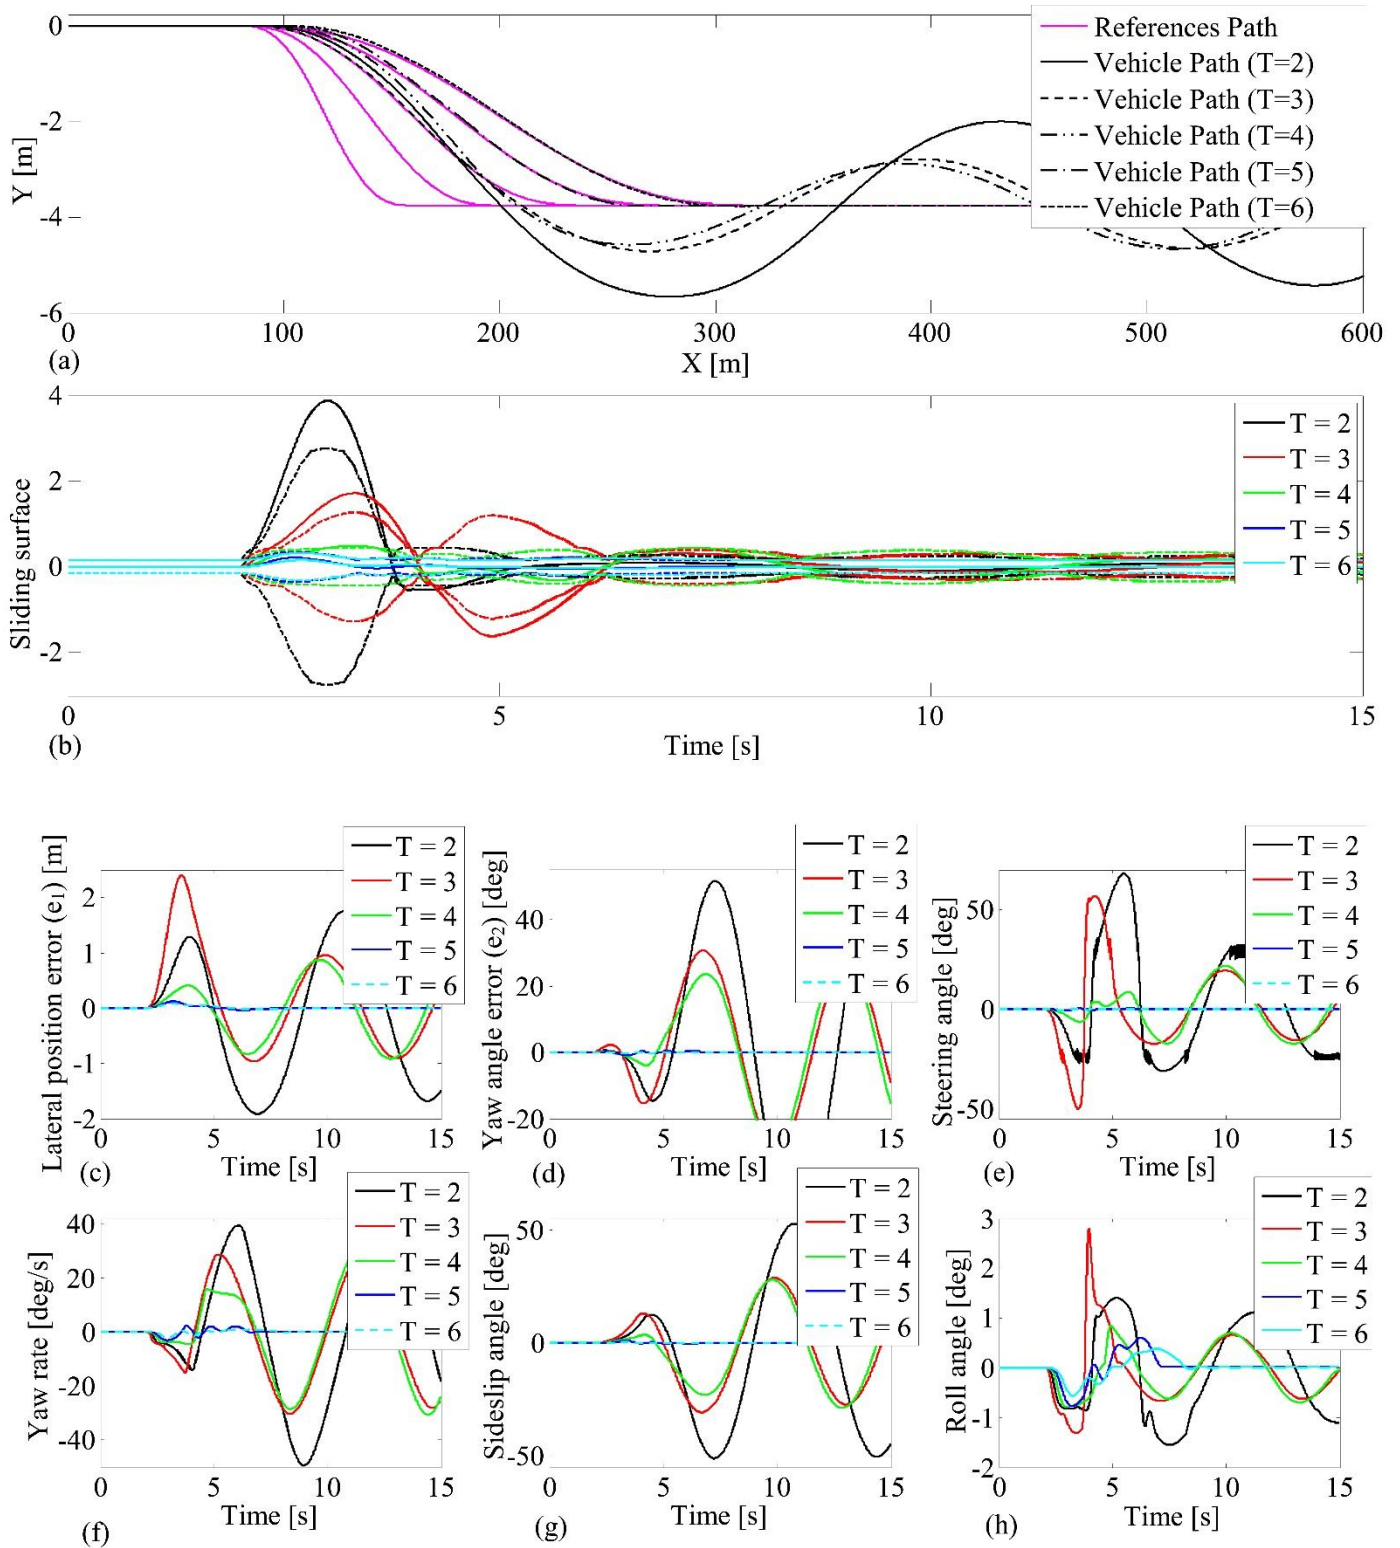 References Path
Vehicle Path (T=2)
Vehicle Path (T=3)
Vehicle Path (T=4)
Vehicle Path (T=5)
Vehicle Path (T=6)
Y [m]
0
-2
-4
-6
0
100
200
300
400
500
600
X [m]
(a)
Sliding surface
4
2
0
-2
T = 2
T = 3
T = 4
T = 5
T = 6
0
5
10
15
Time [s]
(b)
Lateral position error (e1) [m]
2
1
0
-1
-2
T = 2
T = 3
T = 4
T = 5
T = 6
0
5
10
15
Time [s]
(c)
Yaw angle error (e2) [deg]
40
20
0
-20
T = 2
T = 3
T = 4
T = 5
T = 6
0
5
10
15
Time [s]
(d)
Steering angle [deg]
50
0
-50
T = 2
T = 3
T = 4
T = 5
T = 6
0
5
10
15
Time [s]
(e)
Yaw rate [deg/s]
40
20
0
-20
-40
T = 2
T = 3
T = 4
T = 5
T = 6
0
5
10
15
Time [s]
(f)
Sideslip angle [deg]
50
0
-50
T = 2
T = 3
T = 4
T = 5
T = 6
0
5
10
15
Time [s]
(g)
Roll angle [deg]
3
2
1
0
-1
-2
T = 2
T = 3
T = 4
T = 5
T = 6
0
5
10
15
Time [s]
(h)